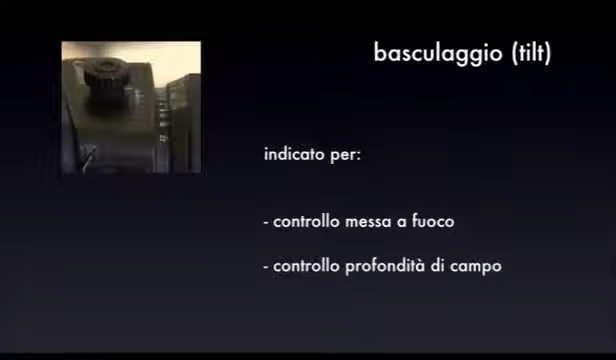 basculaggio (tilt)
indicato per:
- controllo messa a fuoco
- controllo profondità di campo